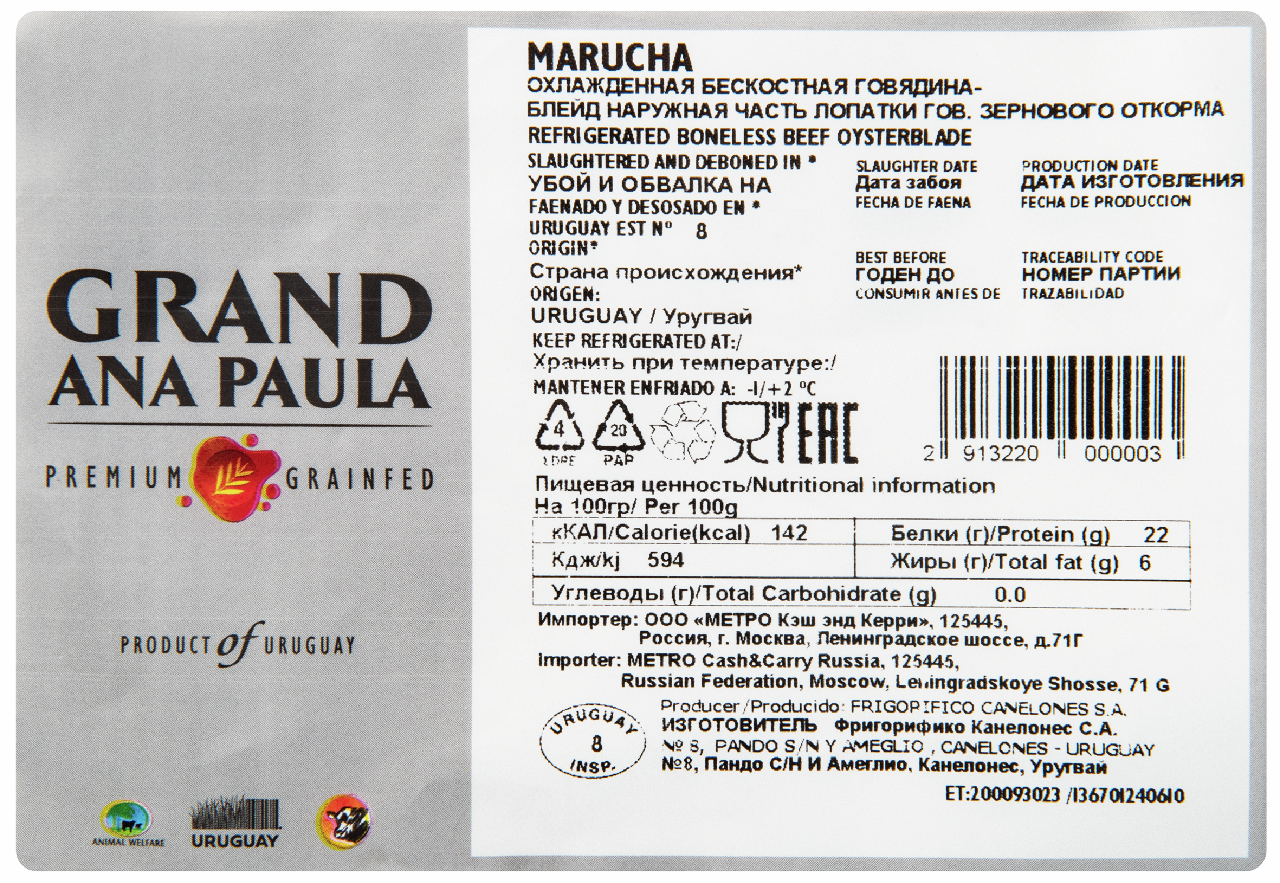 GRAND
ANA PAULA
PREMIUM GRAINFED
PRODUCT of URUGUAY
ANIMAL WELFARE
URUGUAY
MARUCHA
ОХЛАЖДЕННАЯ БЕСКОСТНАЯ ГОВЯДИНА-
БЛЕЙД НАРУЖНАЯ ЧАСТЬ ЛОПАТКИ ГОВ. ЗЕРНОВОГО ОТКОРМА
REFRIGERATED BONELESS BEEF OYSTERBLADE
SLAUGHTERED AND DEBONED IN *
УБОЙ И ОБВАЛКА НА
FAENADO Y DESOSADO EN *
URUGUAY EST Nº 8
ORIGIN*
Страна происхождения*
ORIGEN:
URUGUAY / Уругвай
KEEP REFRIGERATED AT:/
Хранить при температуре:/
MANTENER ENFRIADO A: -1/+2 ºC
SLAUGHTER DATE
Дата забоя
FECHA DE FAENA
PRODUCTION DATE
ДАТА ИЗГОТОВЛЕНИЯ
FECHA DE PRODUCCION
BEST BEFORE
ГОДЕН ДО
CONSUMIR ANTES DE
TRACEABILITY CODE
НОМЕР ПАРТИИ
TRAZABILIDAD
4
LDPE
20
PAP
EAC
2 913220 000003
Пищевая ценность/Nutritional information
На 100гр/ Per 100g
кКАЛ/Calorie(kcal) 142
Белки (г)/Protein (g) 22
Кдж/kj 594
Жиры (г)/Total fat (g) 6
Углеводы (г)/Total Carbohidrate (g) 0.0
Импортер: ООО «МЕТРО Кэш энд Керри», 125445,
Россия, г. Москва, Ленинградское шоссе, д.71Г
Importer: METRO Cash&Carry Russia, 125445,
Russian Federation, Moscow, Leningradskoye Shosse, 71 G
Producer/Producido: FRIGORIFICO CANELONES S.A.
ИЗГОТОВИТЕЛЬ Фригорифико Канелонес С.А.
Nº 8, PANDO S/N Y AMEGLIO, CANELONES - URUGUAY
№8, Пандо С/Н И Амеглио, Канелонес, Уругвай
URUGUAY
8
INSP.
ET:200093023 /136701240610